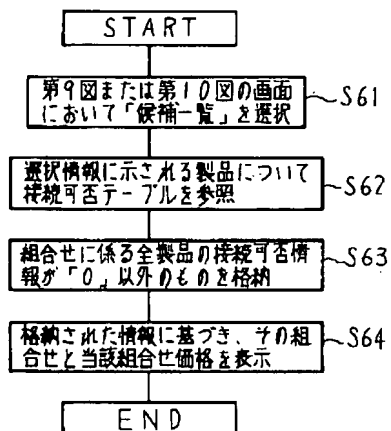 START
第9図または第10図の画面
において「候補一覧」を選択
S61
選択情報に示される製品について
接続可否テーブルを参照
S62
組合せに係る全製品の接続可否情
報が「0」以外のものを格納
S63
格納された情報に基づき、その組
合せと当該組合せ価格を表示
S64
END